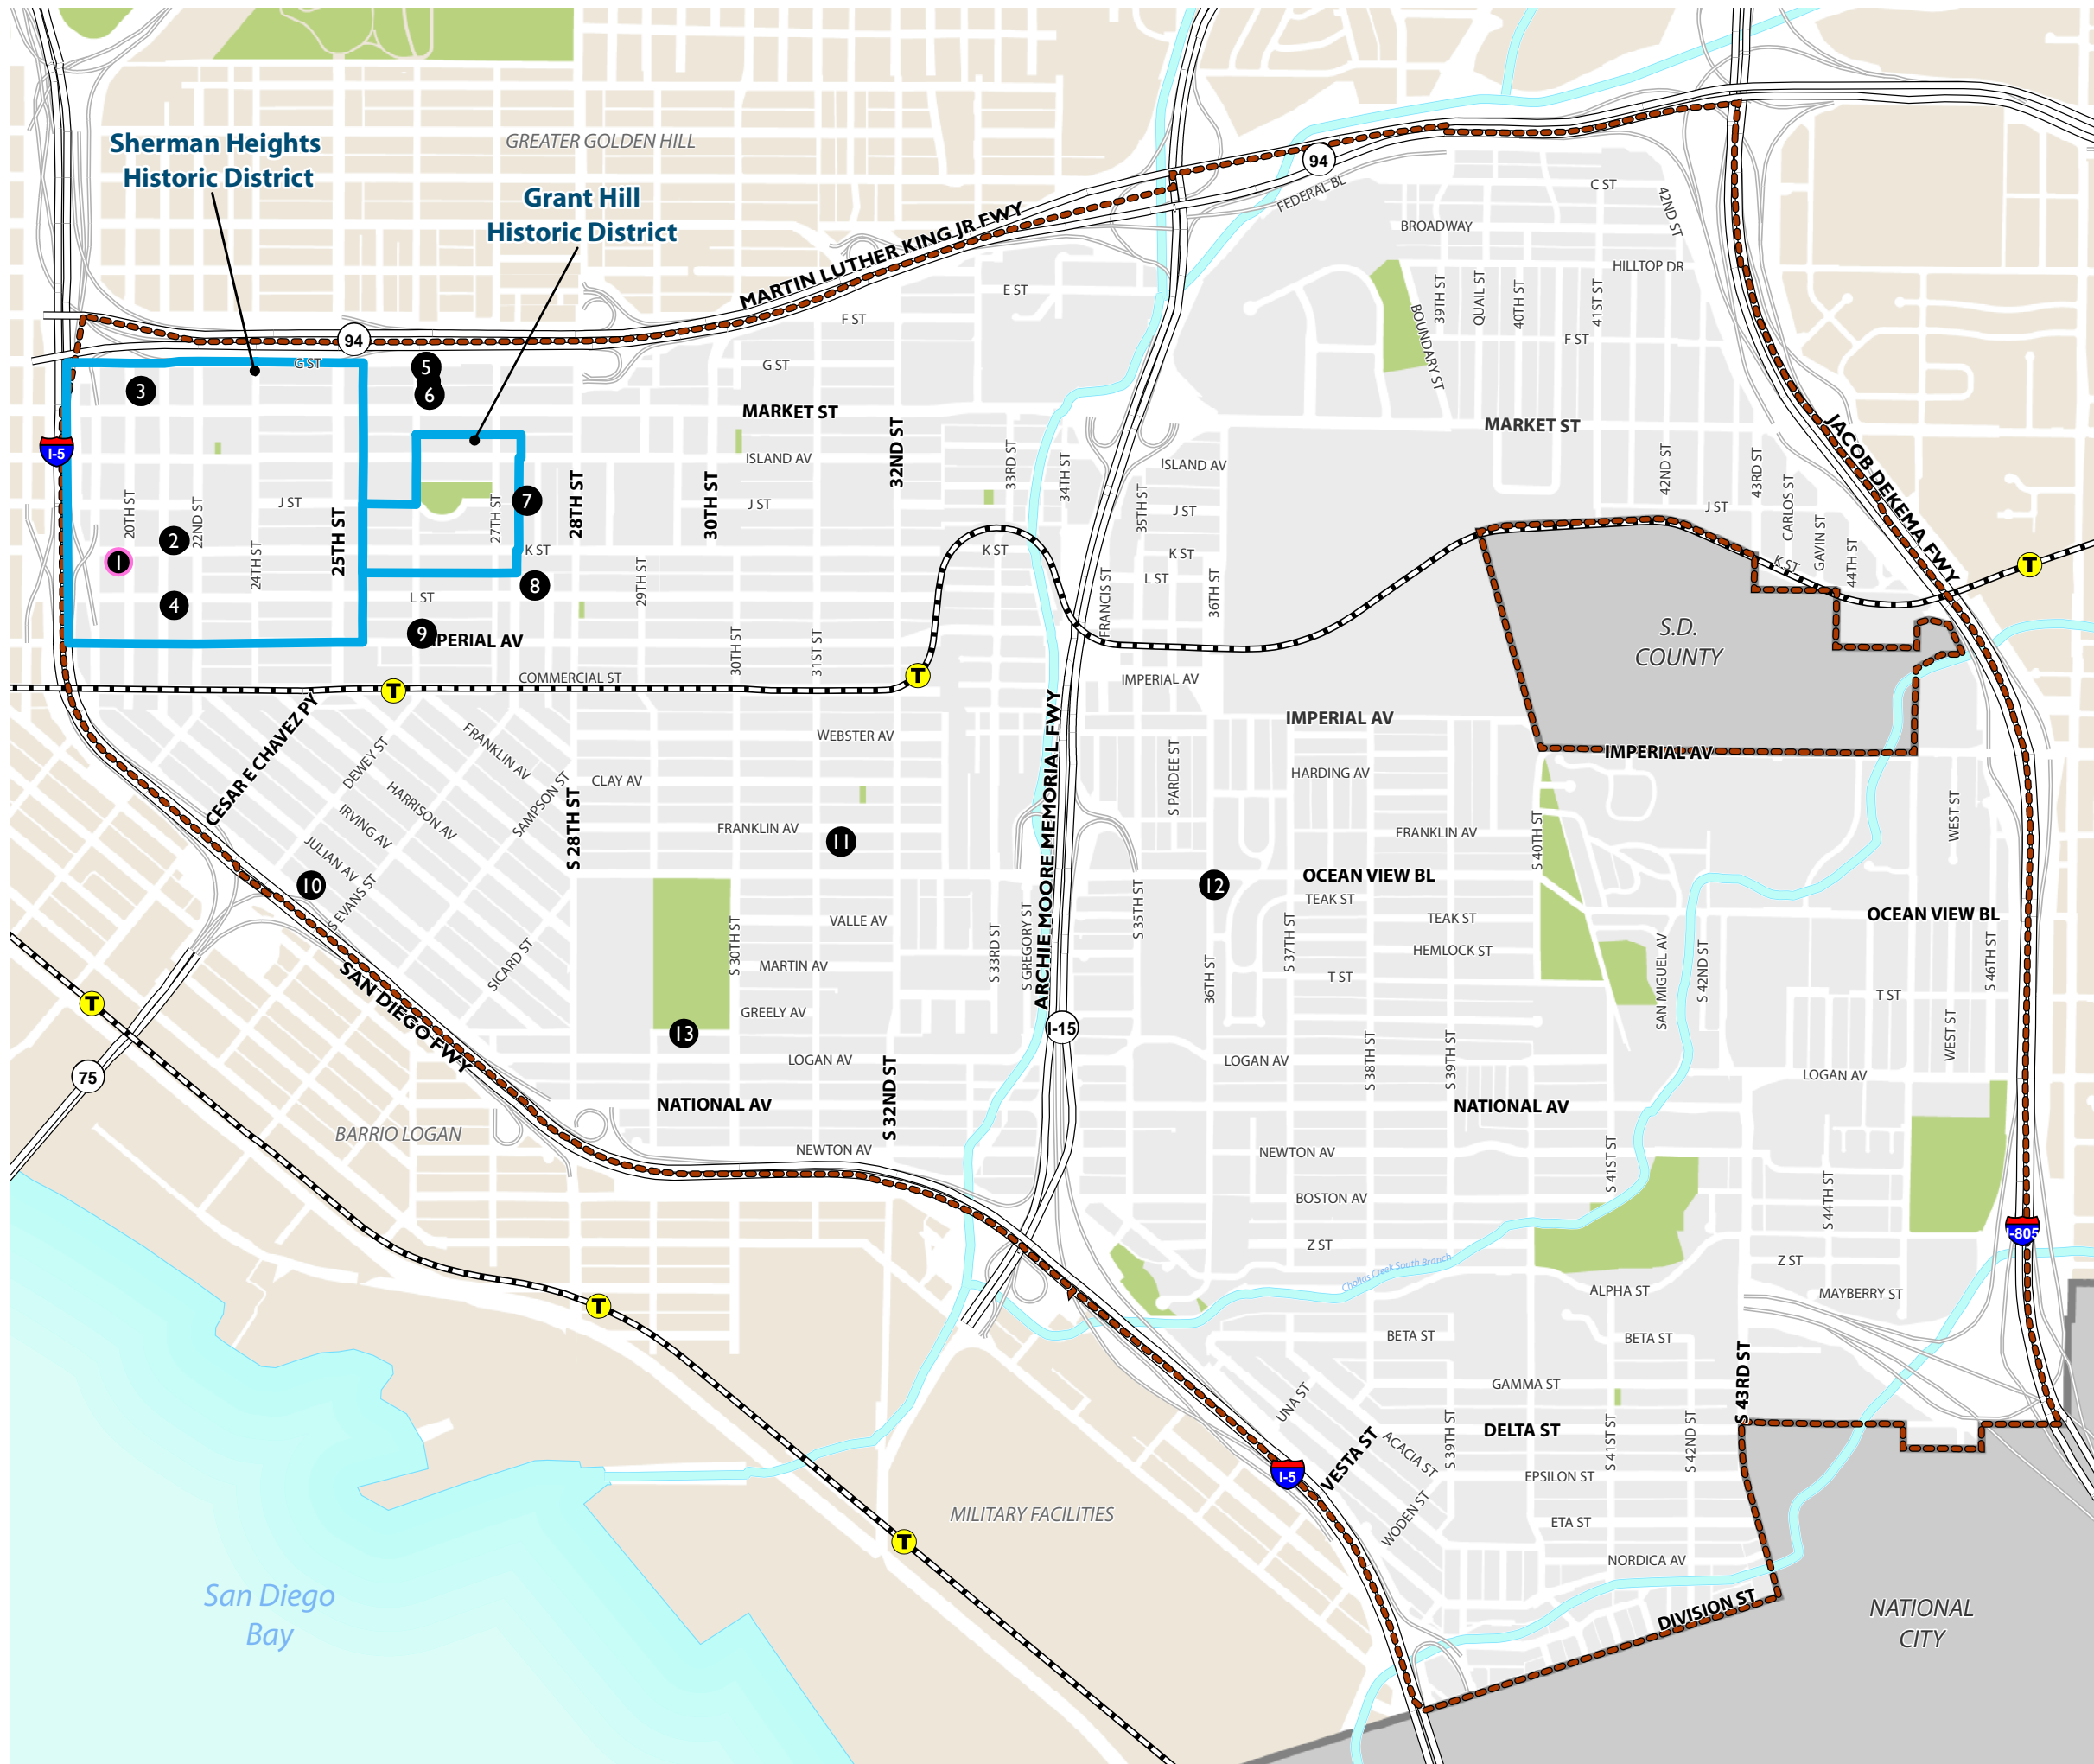 GREATER GOLDEN HILL
Sherman Heights
Historic District
Grant Hill
Historic District
94
FEDERAL BL
C ST
42ND ST
BROADWAY
MARTIN LUTHER KING JR FWY
HILLTOP DR
E ST
39TH ST
QUAIL ST
40TH ST
41ST ST
BOUNDARY ST
F ST
F ST
94
G ST
G ST
5
6
3
MARKET ST
MARKET ST
JACOB DEKEMA FWY
I-5
32ND ST
ISLAND AV
ISLAND AV
33RD ST
34TH ST
35TH ST
42ND ST
43RD ST
CARLOS ST
GAVIN ST
44TH ST
20TH ST
22ND ST
J ST
25TH ST
27TH ST
7
28TH ST
30TH ST
J ST
J ST
J ST
2
1
24TH ST
K ST
K ST
K ST
K ST
T
L ST
FRANCIS ST
36TH ST
29TH ST
8
4
L ST
9
IMPERIAL AV
30TH ST
31ST ST
S.D.
COUNTY
COMMERCIAL ST
T
T
IMPERIAL AV
IMPERIAL AV
IMPERIAL AV
CESAR E CHAVEZ PY
DEWEY ST
FRANKLIN AV
HARRISON AV
IRVING AV
JULIAN AV
SAMPSON ST
S 28TH ST
CLAY AV
WEBSTER AV
FRANKLIN AV
11
ARCHIE MOORE MEMORIAL FWY
S PARDEE ST
HARDING AV
FRANKLIN AV
S 40TH ST
WEST ST
10
S EVANS ST
SICARD ST
12
OCEAN VIEW BL
TEAK ST
TEAK ST
HEMLOCK ST
T ST
OCEAN VIEW BL
VALLE AV
MARTIN AV
GREELY AV
S 30TH ST
S 33RD ST
S GREGORY ST
S 35TH ST
36TH ST
S 37TH ST
SAN MIGUEL AV
S 42ND ST
S 46TH ST
T ST
WEST ST
SAN DIEGO FWY
T
75
13
I-15
LOGAN AV
LOGAN AV
LOGAN AV
S 38TH ST
S 39TH ST
S 32ND ST
NATIONAL AV
NATIONAL AV
BARRIO LOGAN
NEWTON AV
NEWTON AV
S 41ST ST
BOSTON AV
S 44TH ST
Z ST
Z ST
I-805
Chollas Creek South Branch
ALPHA ST
MAYBERRY ST
T
BETA ST
BETA ST
S 43RD ST
GAMMA ST
UNA ST
DELTA ST
VESTA ST
ACACIA ST
S 39TH ST
S 41ST ST
S 42ND ST
I-5
EPSILON ST
WODEN ST
MILITARY FACILITIES
ETA ST
T
NORDICA AV
San Diego
Bay
DIVISION ST
NATIONAL
CITY